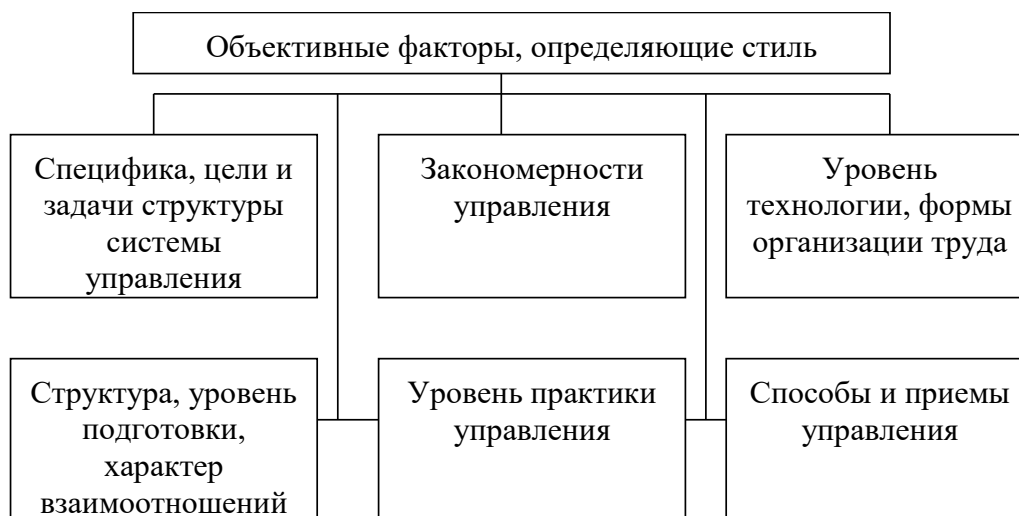 Объективные факторы, определяющие стиль
Специфика, цели и
задачи структуры
системы
управления
Закономерности
управления
Уровень
технологии, формы
организации труда
Структура, уровень
подготовки,
характер
взаимоотношений
Уровень практики
управления
Способы и приемы
управления